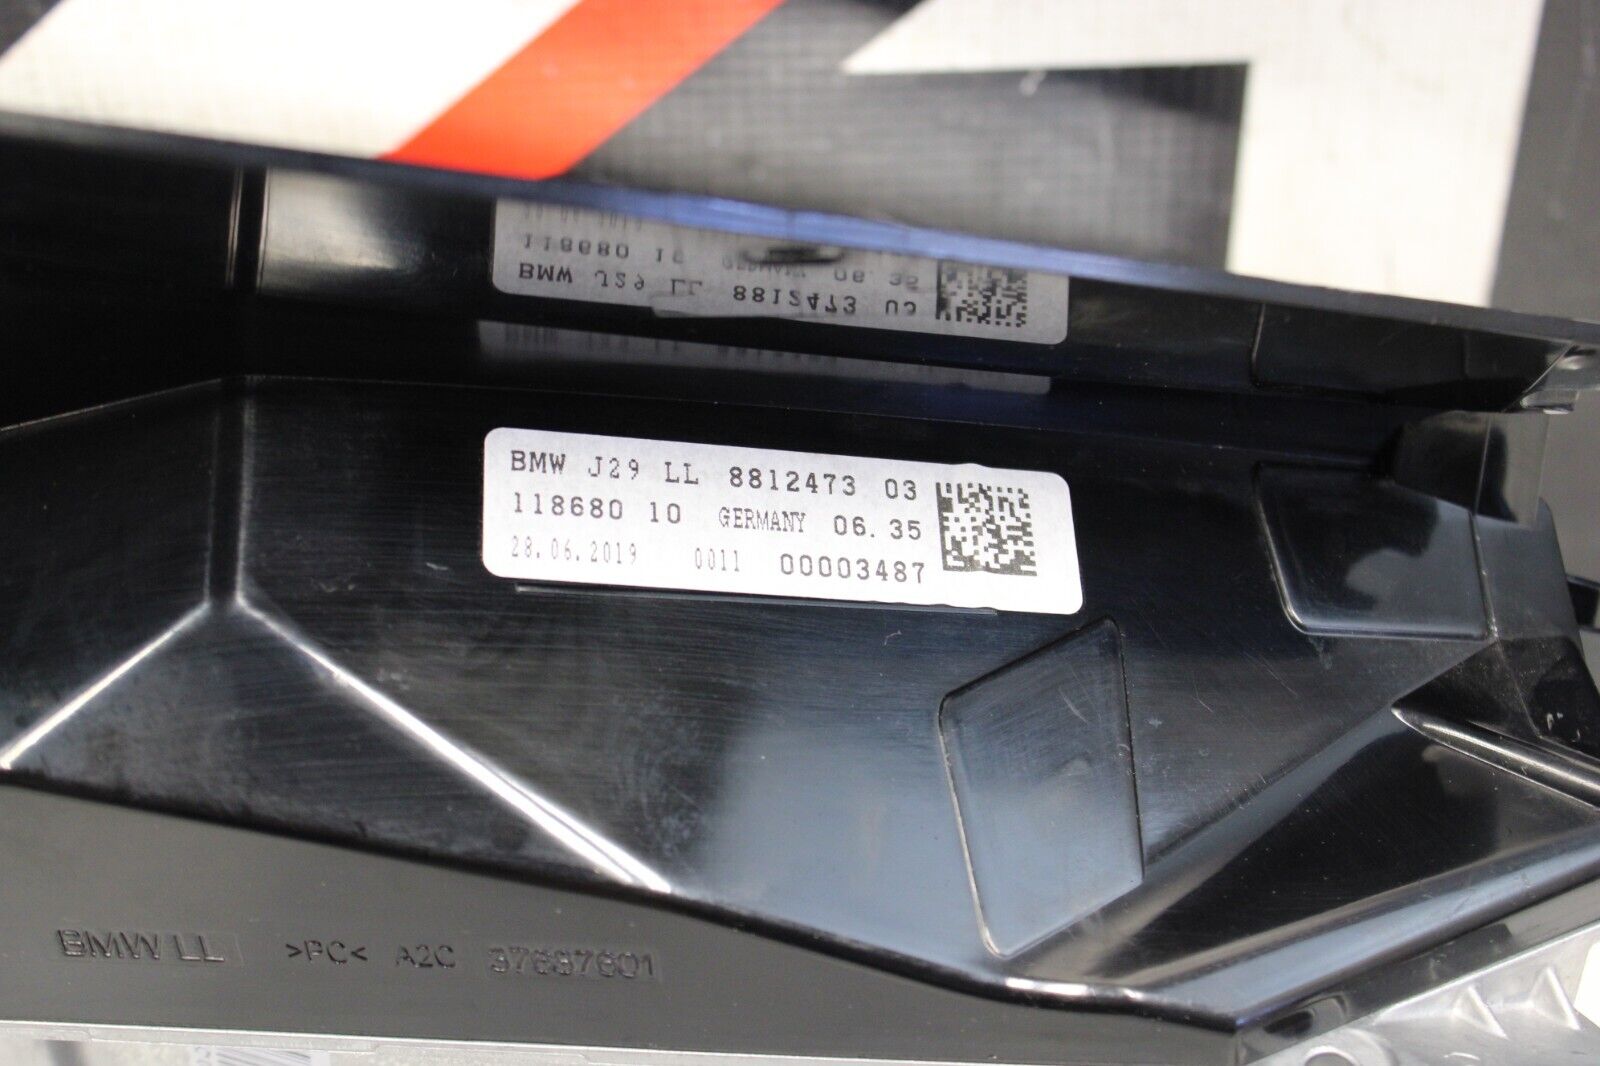 BMW J29 LL 8812473 03
118680 10 GERMANY 06.35
28.06.2019 0011 00003487
BMW LL >PC< A2C 37637601